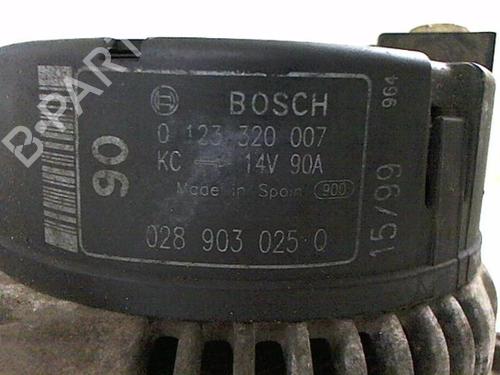 BOSCH
0 123 320 007
KC → 14V 90A
Made in Spain 900
028 903 025 Q
90
15/99
964
B-PARTS